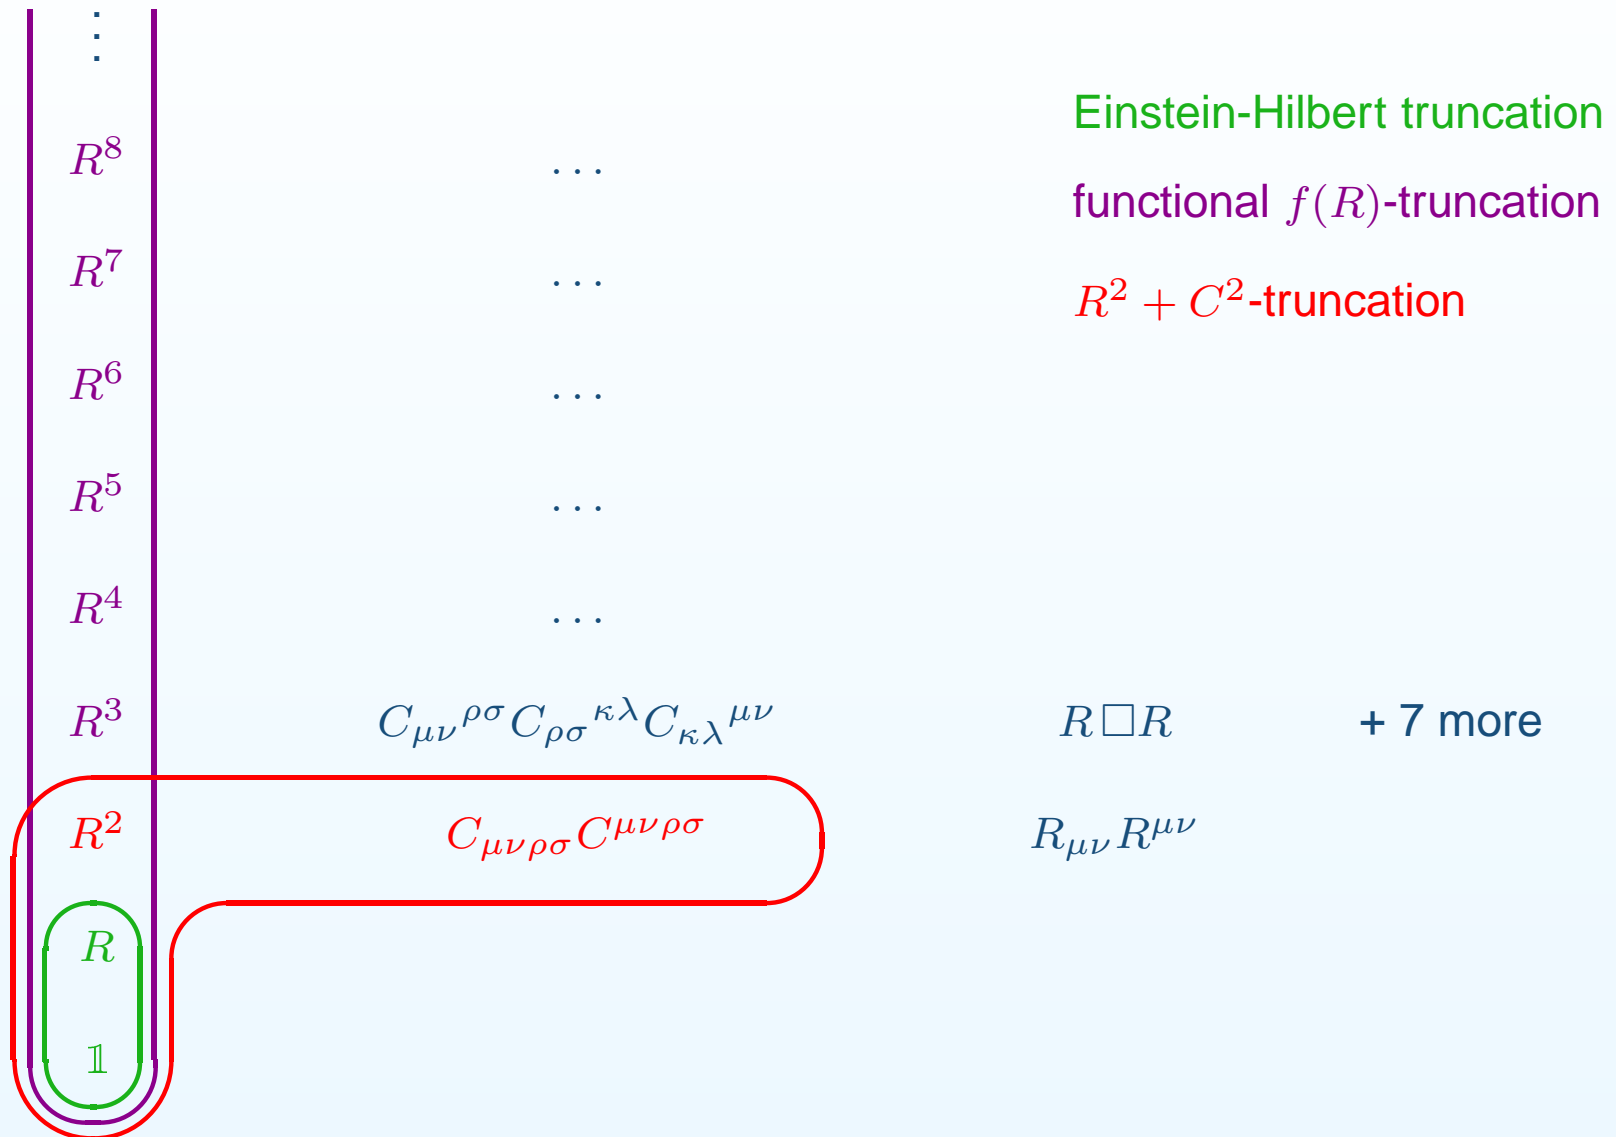 ⋮
Einstein-Hilbert truncation
R⁸ ...
functional f(R)-truncation
R⁷ ...
R² + C²-truncation
R⁶ ...
R⁵ ...
R⁴ ...
R³ C_{μν}^{ρσ}C_{ρσ}^{κλ}C_{κλ}^{μν} R□R + 7 more
R² C_{μνρσ}C^{μνρσ} R_{μν}R^{μν}
R
𝟙